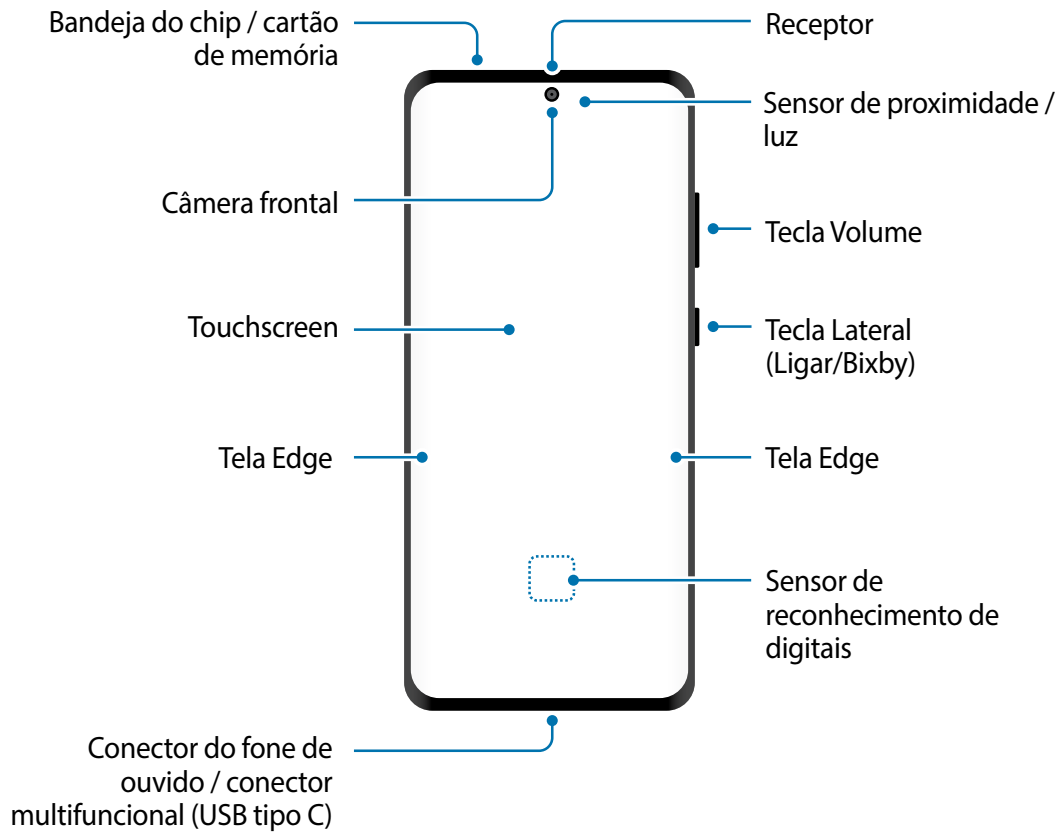 Bandeja do chip / cartão
de memória
Receptor
Sensor de proximidade /
luz
Câmera frontal
Tecla Volume
Touchscreen
Tecla Lateral
(Ligar/Bixby)
Tela Edge
Tela Edge
Sensor de
reconhecimento de
digitais
Conector do fone de
ouvido / conector
multifuncional (USB tipo C)